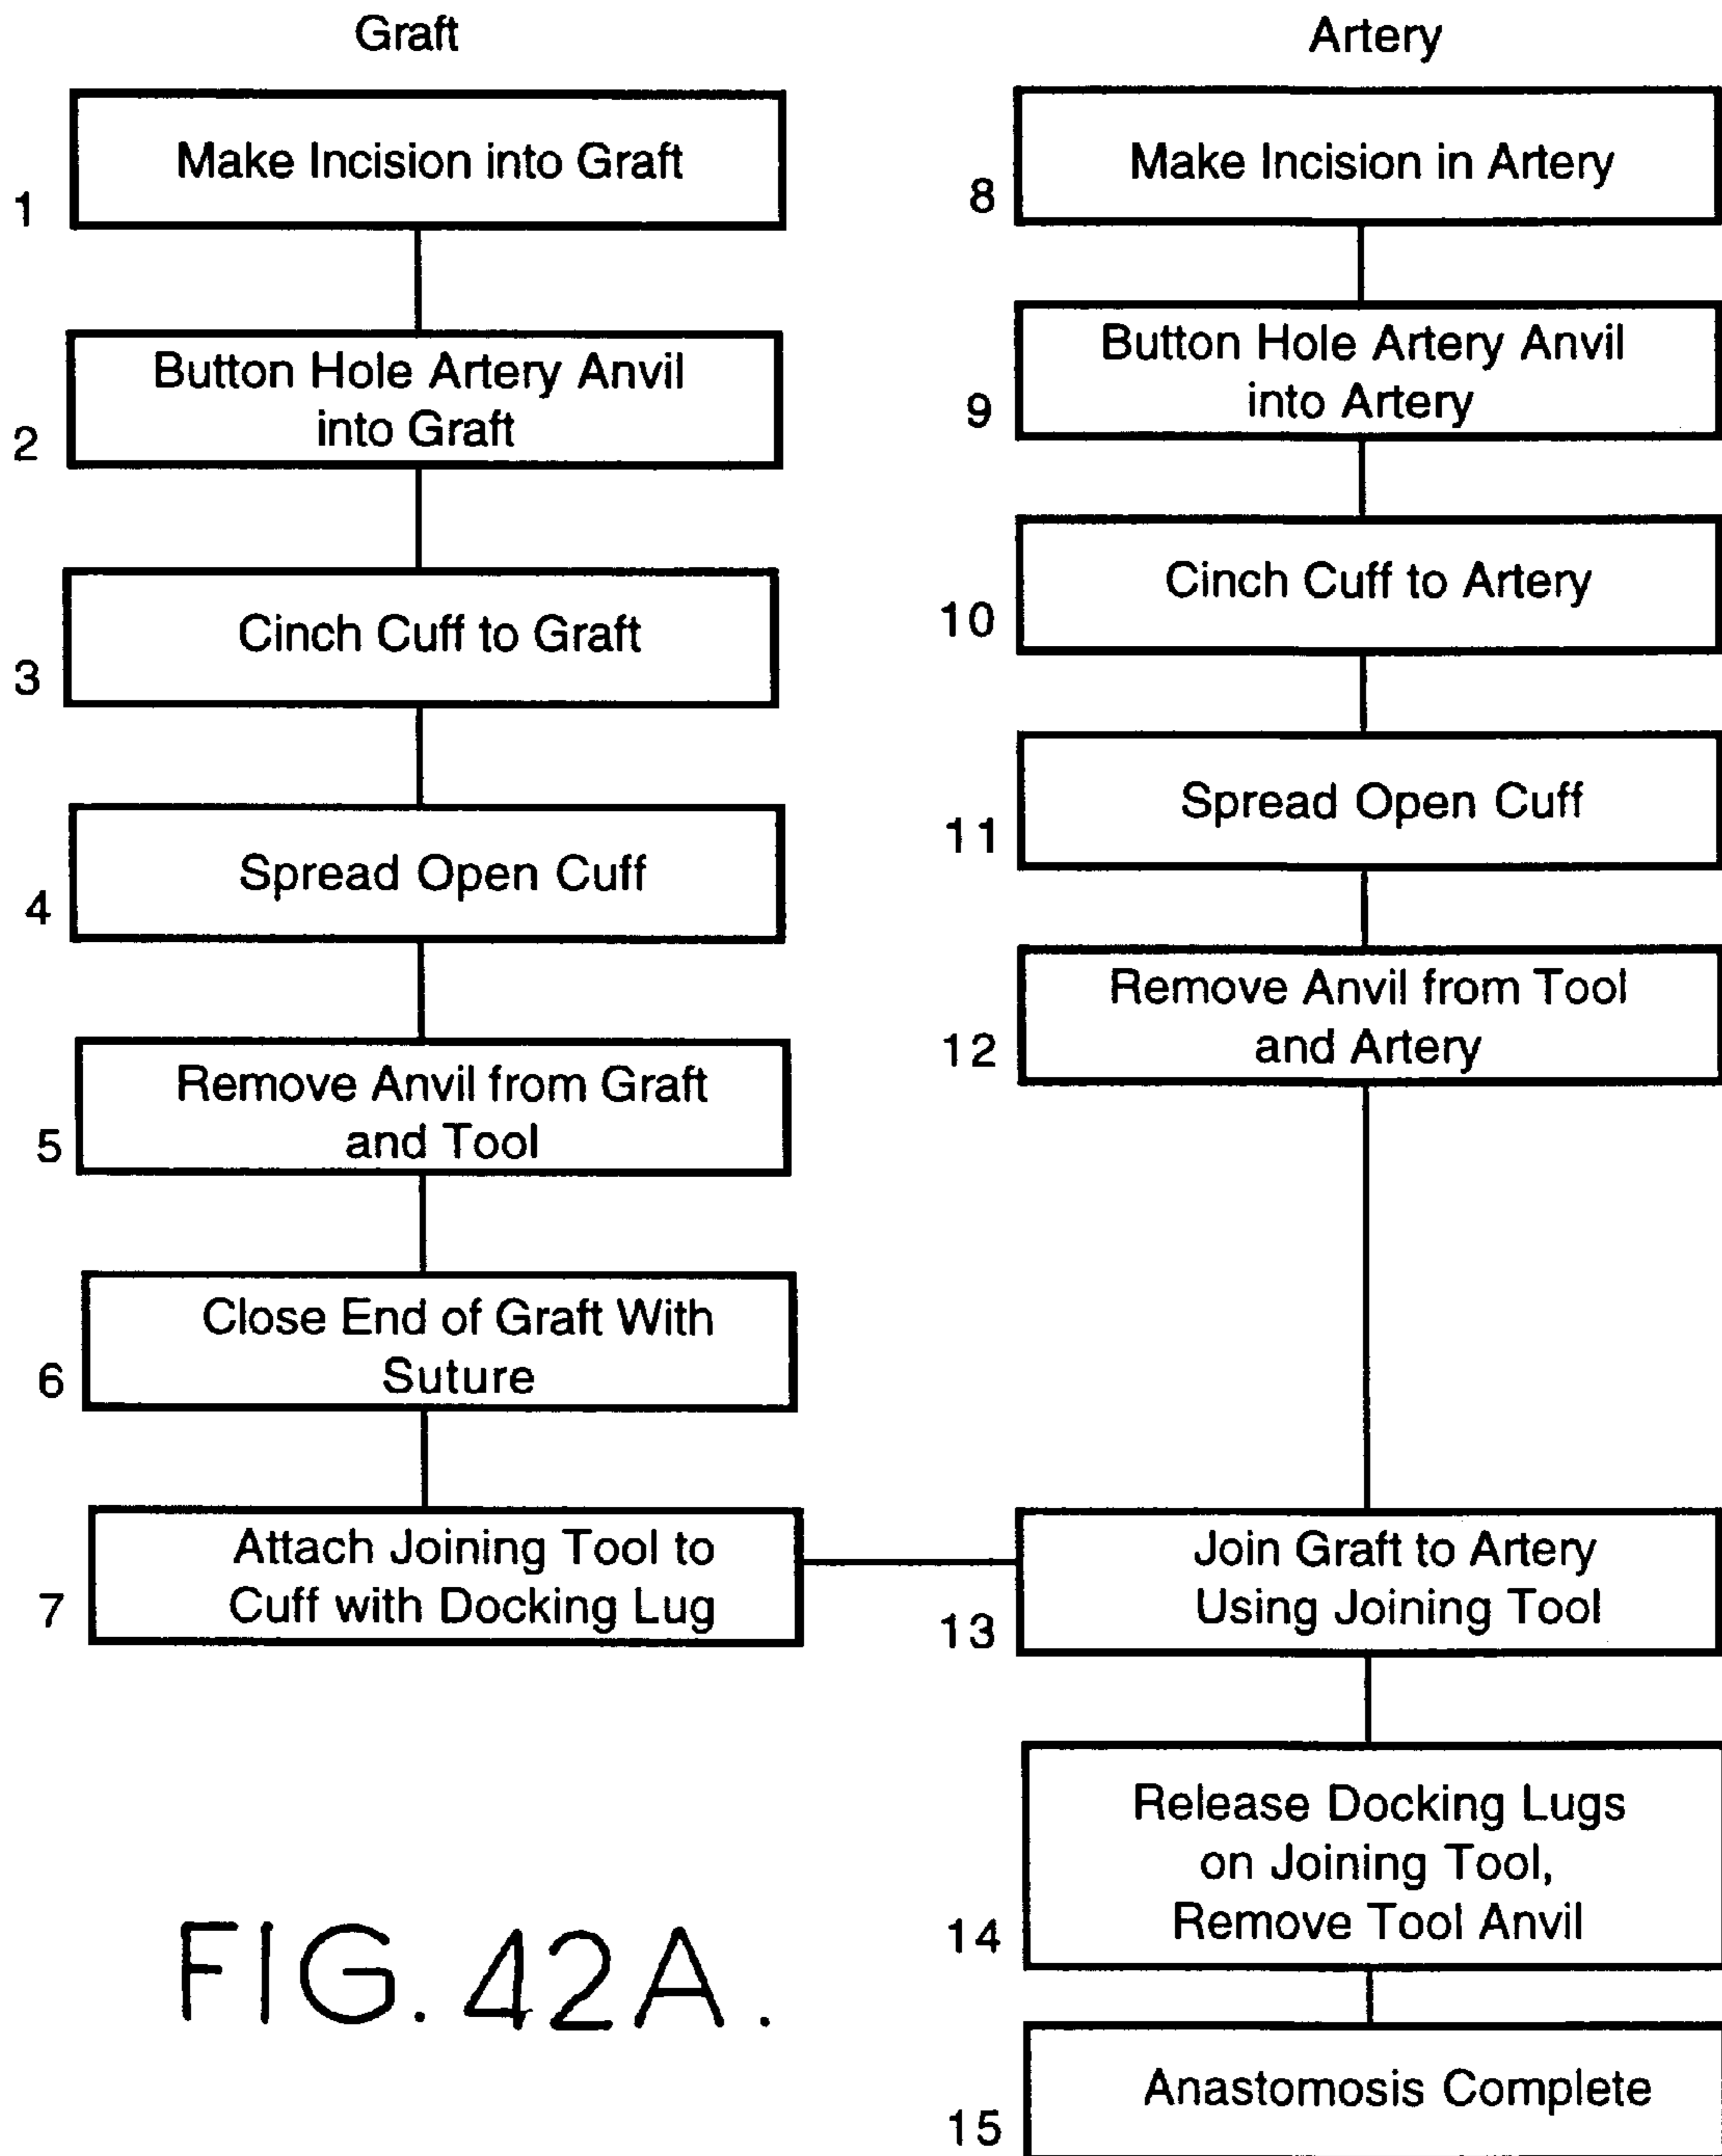 Graft
Make Incision into Graft
1
Button Hole Artery Anvil
into Graft
2
Cinch Cuff to Graft
3
Spread Open Cuff
4
Remove Anvil from Graft
and Tool
5
Close End of Graft With
Suture
6
Attach Joining Tool to
Cuff with Docking Lug
7
Artery
Make Incision in Artery
8
Button Hole Artery Anvil
into Artery
9
Cinch Cuff to Artery
10
Spread Open Cuff
11
Remove Anvil from Tool
and Artery
12
Join Graft to Artery
Using Joining Tool
13
Release Docking Lugs
on Joining Tool,
Remove Tool Anvil
14
Anastomosis Complete
15
FIG. 42A.